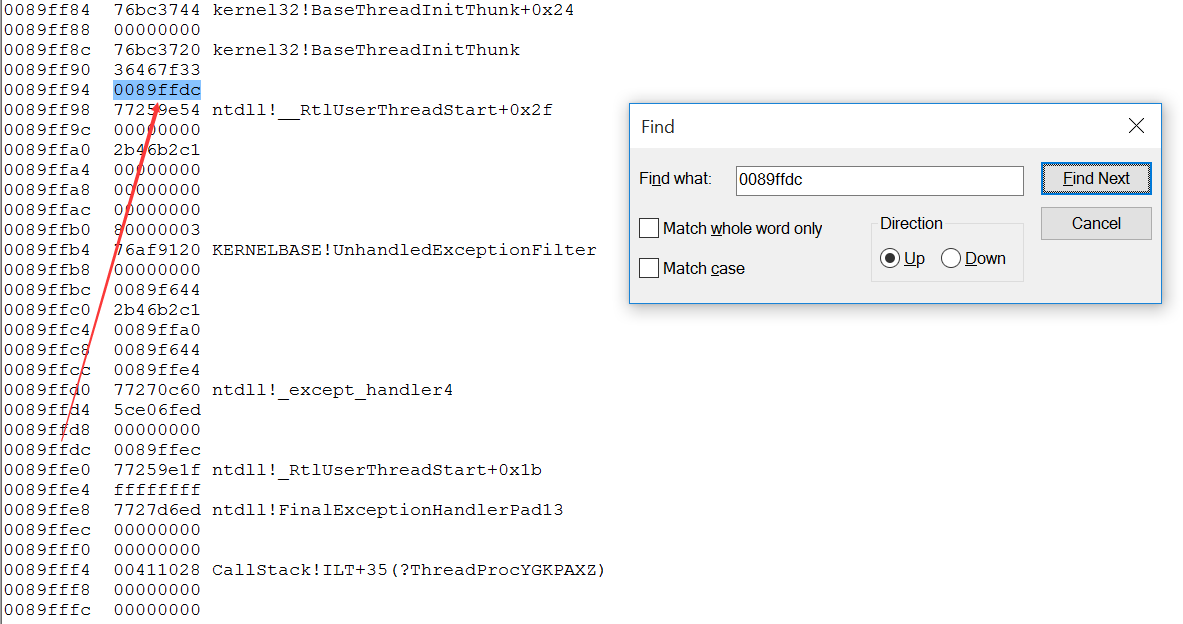 0089ff84 76bc3744 kernel32!BaseThreadInitThunk+0x24
0089ff88 00000000
0089ff8c 76bc3720 kernel32!BaseThreadInitThunk
0089ff90 36467f33
0089ff94 0089ffdc
0089ff98 77259e54 ntdll!__RtlUserThreadStart+0x2f
0089ff9c 00000000
0089ffa0 2b46b2c1
0089ffa4 00000000
0089ffa8 00000000
0089ffac 00000000
0089ffb0 80000003
0089ffb4 76af9120 KERNELBASE!UnhandledExceptionFilter
0089ffb8 00000000
0089ffbc 0089f644
0089ffc0 2b46b2c1
0089ffc4 0089ffa0
0089ffc8 0089f644
0089ffcc 0089ffe4
0089ffd0 77270c60 ntdll!_except_handler4
0089ffd4 5ce06fed
0089ffd8 00000000
0089ffdc 0089ffec
0089ffe0 77259e1f ntdll!_RtlUserThreadStart+0x1b
0089ffe4 ffffffff
0089ffe8 7727d6ed ntdll!FinalExceptionHandlerPad13
0089ffec 00000000
0089fff0 00000000
0089fff4 00411028 CallStack!ILT+35(?ThreadProcYGKPAXZ)
0089fff8 00000000
0089fffc 00000000
Find
Find what: 0089ffdc Find Next
Cancel
Match whole word only
Match case
Direction
Up Down